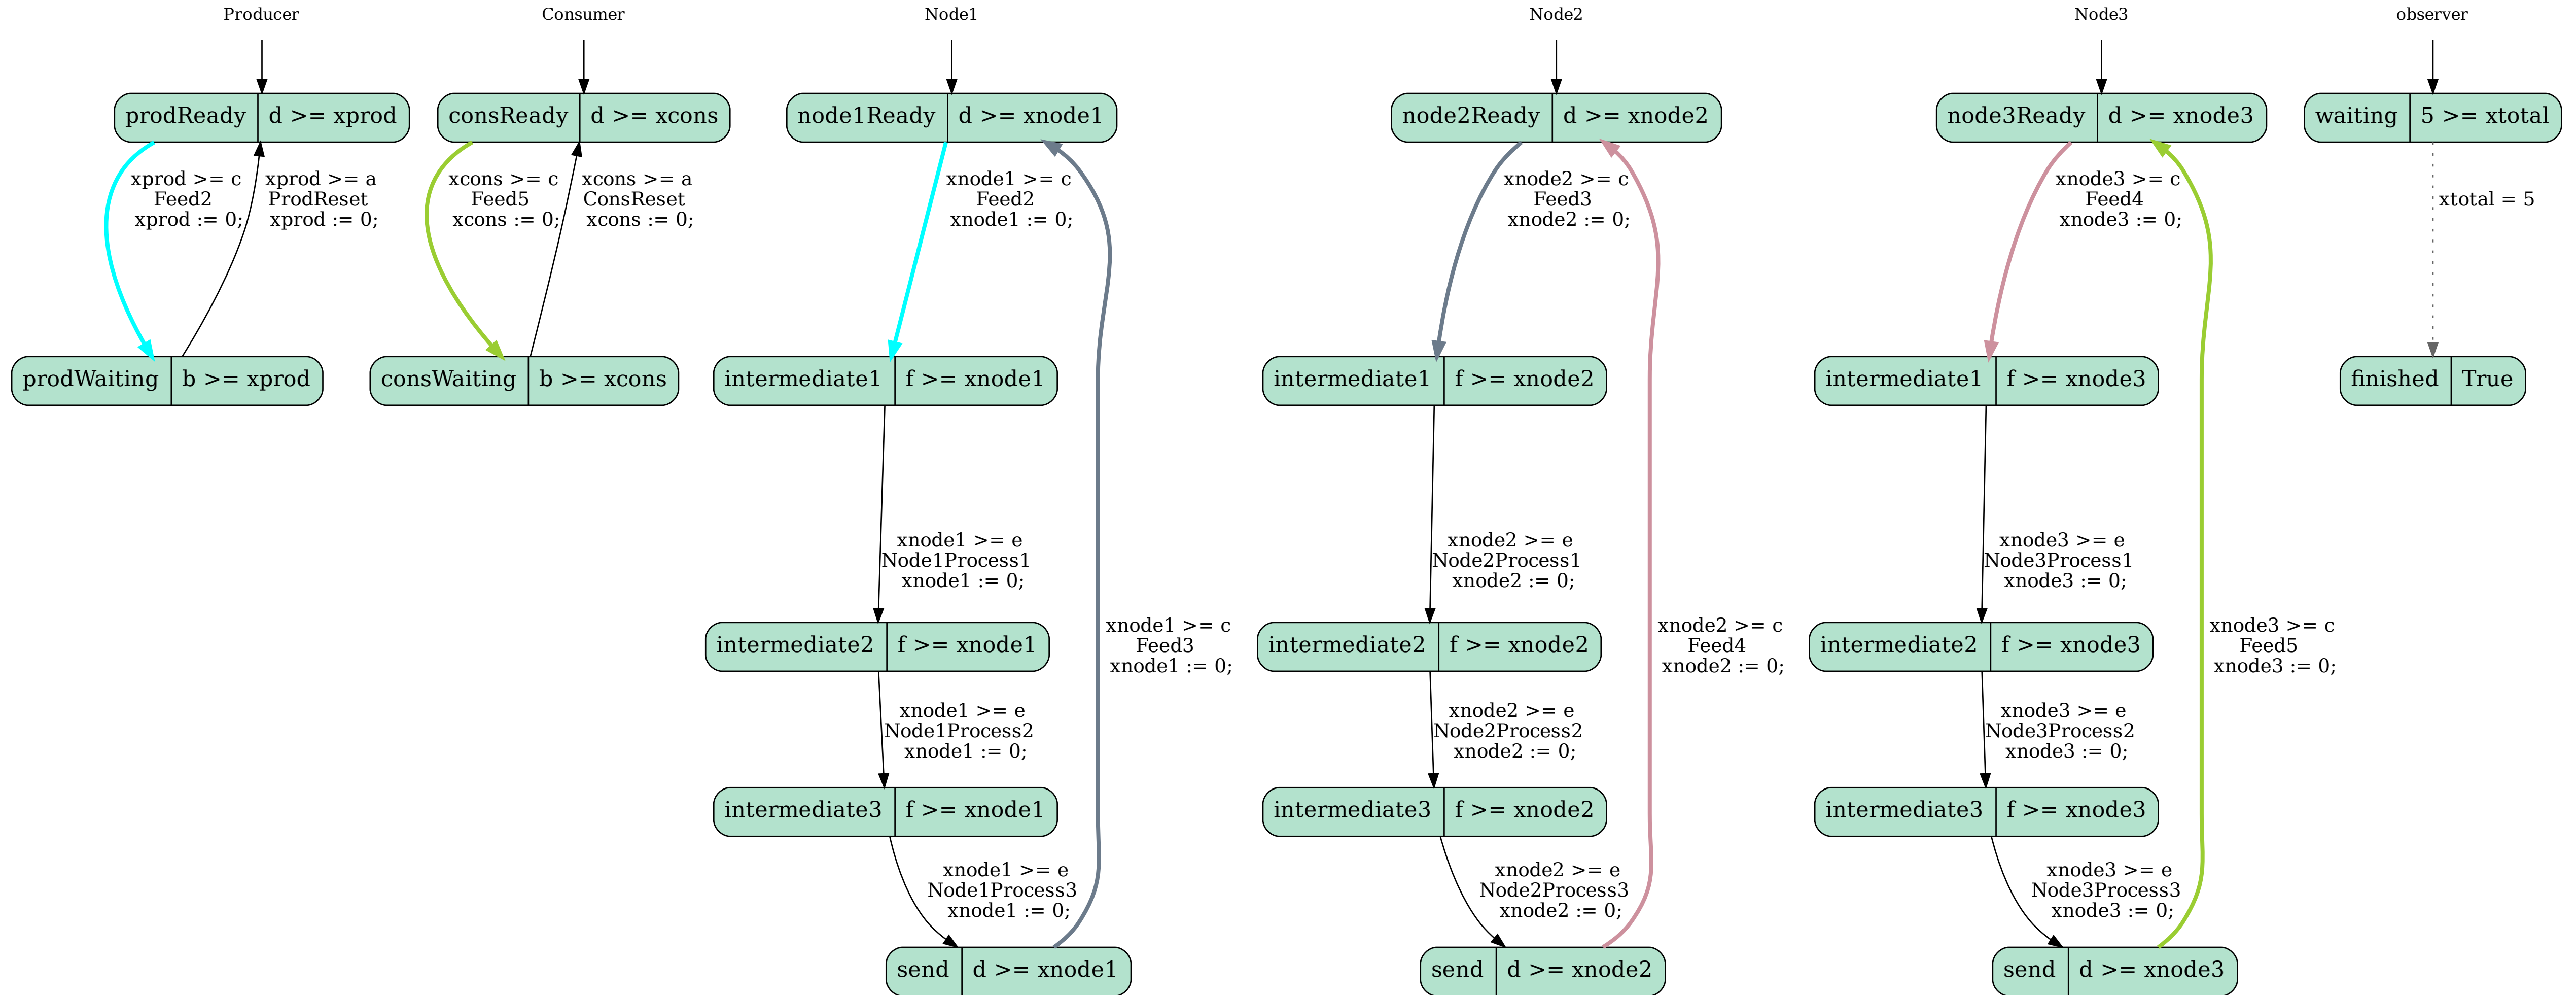 Producer
Consumer
Node1
Node2
Node3
observer
prodReady d >= xprod
consReady d >= xcons
node1Ready d >= xnode1
node2Ready d >= xnode2
node3Ready d >= xnode3
waiting 5 >= xtotal
xprod >= c
Feed2
xprod := 0;
xprod >= a
ProdReset
xprod := 0;
xcons >= c
Feed5
xcons := 0;
xcons >= a
ConsReset
xcons := 0;
xnode1 >= c
Feed2
xnode1 := 0;
xnode2 >= c
Feed3
xnode2 := 0;
xnode3 >= c
Feed4
xnode3 := 0;
xtotal = 5
prodWaiting b >= xprod
consWaiting b >= xcons
intermediate1 f >= xnode1
intermediate1 f >= xnode2
intermediate1 f >= xnode3
finished True
xnode1 >= e
Node1Process1
xnode1 := 0;
xnode2 >= e
Node2Process1
xnode2 := 0;
xnode3 >= e
Node3Process1
xnode3 := 0;
intermediate2 f >= xnode1
xnode1 >= c
Feed3
xnode1 := 0;
intermediate2 f >= xnode2
xnode2 >= c
Feed4
xnode2 := 0;
intermediate2 f >= xnode3
xnode3 >= c
Feed5
xnode3 := 0;
xnode1 >= e
Node1Process2
xnode1 := 0;
xnode2 >= e
Node2Process2
xnode2 := 0;
xnode3 >= e
Node3Process2
xnode3 := 0;
intermediate3 f >= xnode1
intermediate3 f >= xnode2
intermediate3 f >= xnode3
xnode1 >= e
Node1Process3
xnode1 := 0;
xnode2 >= e
Node2Process3
xnode2 := 0;
xnode3 >= e
Node3Process3
xnode3 := 0;
send d >= xnode1
send d >= xnode2
send d >= xnode3